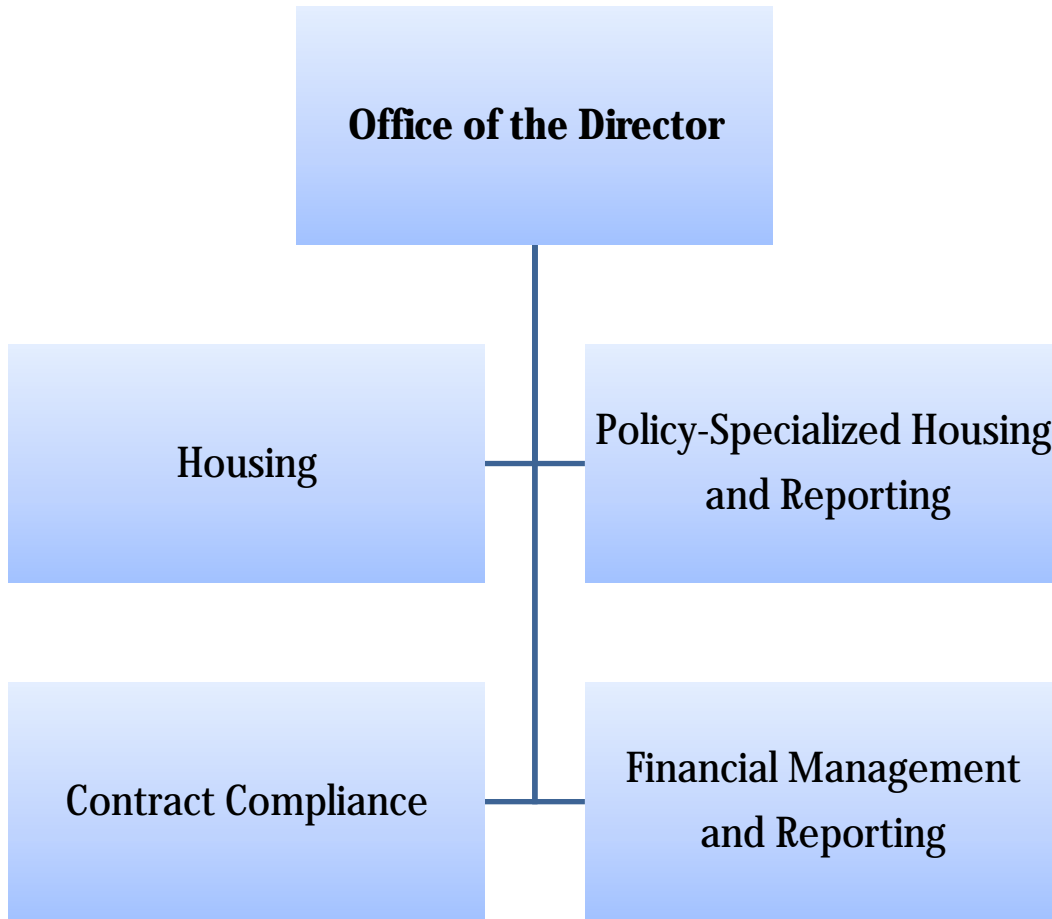 Office of the Director
Housing
Policy-Specialized Housing
and Reporting
Contract Compliance
Financial Management
and Reporting